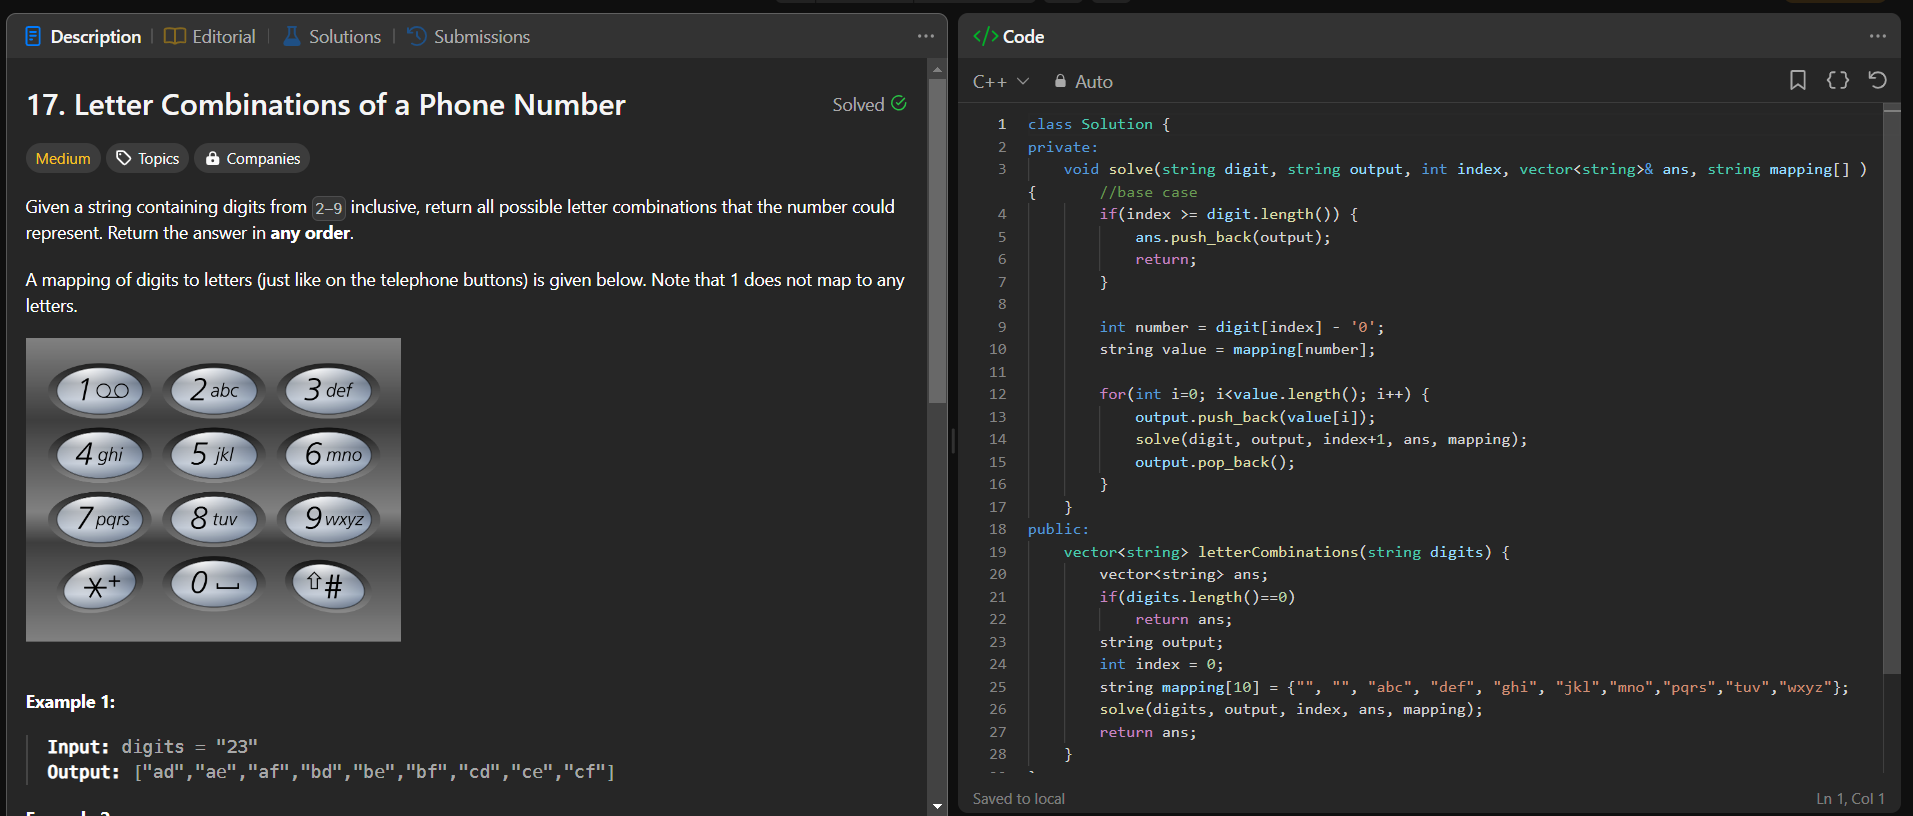 Description | Editorial | Solutions | Submissions
17. Letter Combinations of a Phone Number
Solved
Medium Topics Companies
Given a string containing digits from 2-9 inclusive, return all possible letter combinations that the number could
represent. Return the answer in any order.
A mapping of digits to letters (just like on the telephone buttons) is given below. Note that 1 does not map to any
letters.
1 2 abc 3 def
4 ghi 5 jkl 6 mno
7 pqrs 8 tuv 9 wxyz
*+ 0 #
Example 1:
Input: digits = "23"
Output: ["ad","ae","af","bd","be","bf","cd","ce","cf"]
</> Code
C++ Auto
1 class Solution {
2 private:
3     void solve(string digit, string output, int index, vector<string>& ans, string mapping[] )
{       //base case
4         if(index >= digit.length()) {
5             ans.push_back(output);
6             return;
7         }
8
9         int number = digit[index] - '0';
10         string value = mapping[number];
11
12         for(int i=0; i<value.length(); i++) {
13             output.push_back(value[i]);
14             solve(digit, output, index+1, ans, mapping);
15             output.pop_back();
16         }
17     }
18 public:
19     vector<string> letterCombinations(string digits) {
20         vector<string> ans;
21         if(digits.length()==0)
22             return ans;
23         string output;
24         int index = 0;
25         string mapping[10] = {"", "", "abc", "def", "ghi", "jkl","mno","pqrs","tuv","wxyz"};
26         solve(digits, output, index, ans, mapping);
27         return ans;
28     }
Saved to local
Ln 1, Col 1